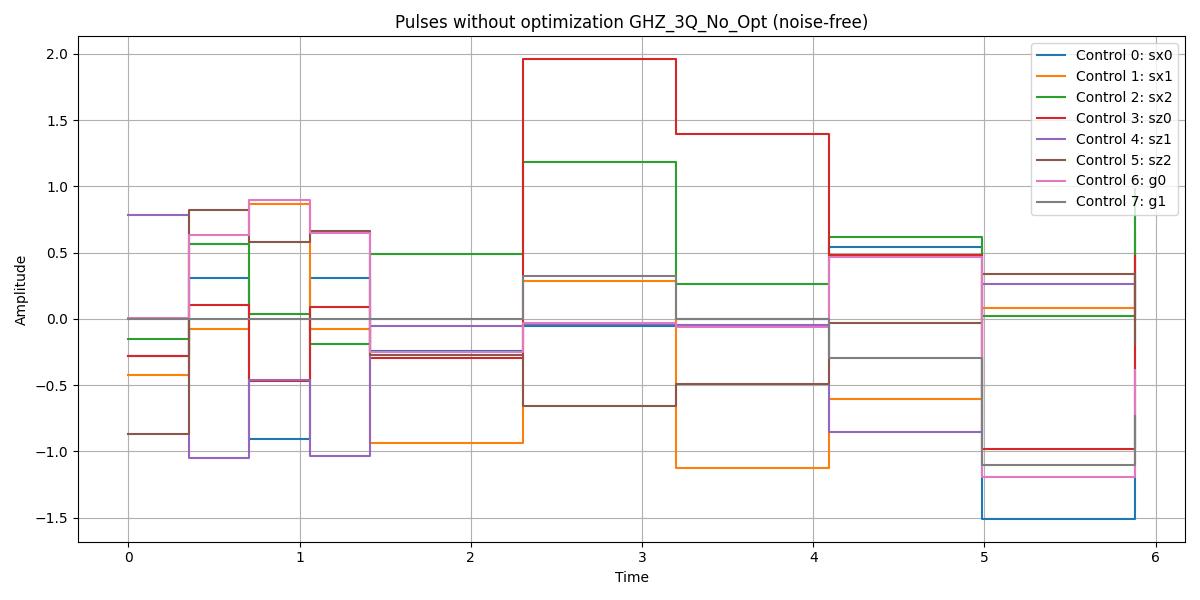 Pulses without optimization GHZ_3Q_No_Opt (noise-free)
2.0
1.5
1.0
0.5
0.0
−0.5
−1.0
−1.5
Amplitude
Control 0: sx0
Control 1: sx1
Control 2: sx2
Control 3: sz0
Control 4: sz1
Control 5: sz2
Control 6: g0
Control 7: g1
0 1 2 3 4 5 6
Time